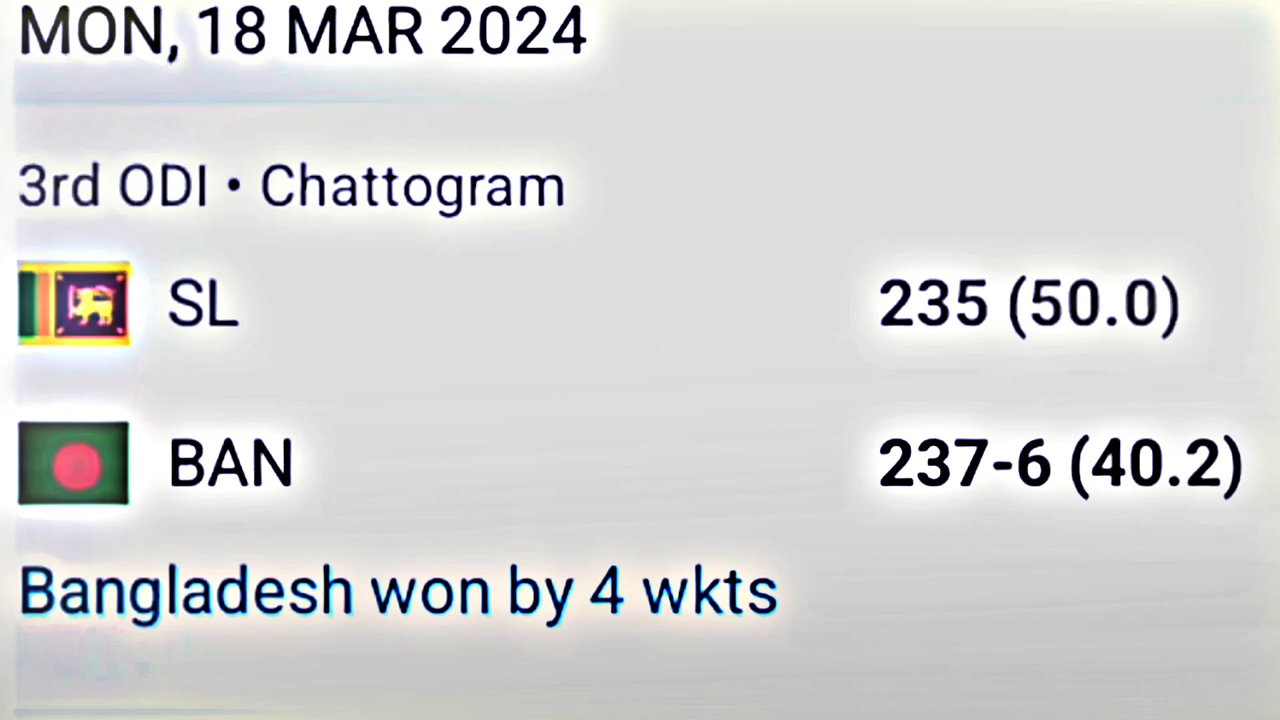 MON, 18 MAR 2024
3rd ODI • Chattogram
SL 235 (50.0)
BAN 237-6 (40.2)
Bangladesh won by 4 wkts